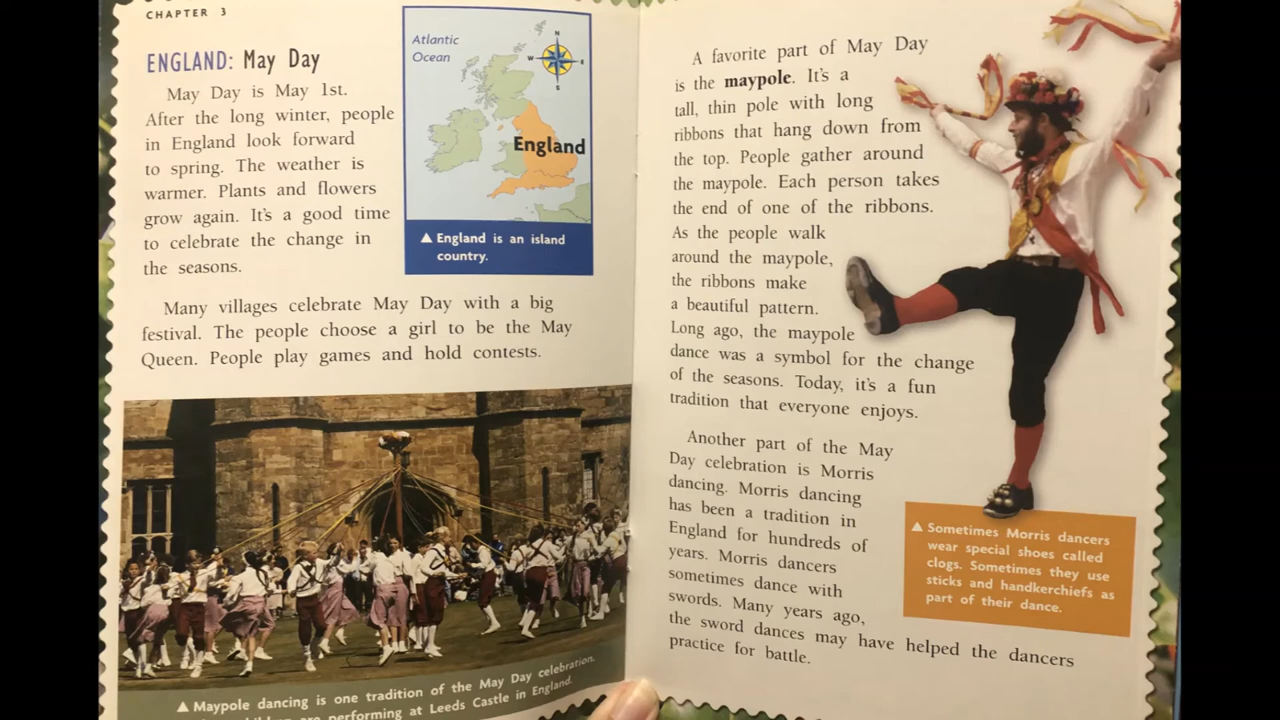 CHAPTER 3
ENGLAND: May Day
May Day is May 1st.
After the long winter, people
in England look forward
to spring. The weather is
warmer. Plants and flowers
grow again. It's a good time
to celebrate the change in
the seasons.
Atlantic
Ocean
N
W
E
S
England
▲ England is an island
country.
Many villages celebrate May Day with a big
festival. The people choose a girl to be the May
Queen. People play games and hold contests.
▲ Maypole dancing is one tradition of the May Day celebration.
are performing at Leeds Castle in England.
A favorite part of May Day
is the maypole. It's a
tall, thin pole with long
ribbons that hang down from
the top. People gather around
the maypole. Each person takes
the end of one of the ribbons.
As the people walk
around the maypole,
the ribbons make
a beautiful pattern.
Long ago, the maypole
dance was a symbol for the change
of the seasons. Today, it's a fun
tradition that everyone enjoys.
Another part of the May
Day celebration is Morris
dancing. Morris dancing
has been a tradition in
England for hundreds of
years. Morris dancers
sometimes dance with
swords. Many years ago,
the sword dances may have helped the dancers
practice for battle.
▲ Sometimes Morris dancers
wear special shoes called
clogs. Sometimes they use
sticks and handkerchiefs as
part of their dance.